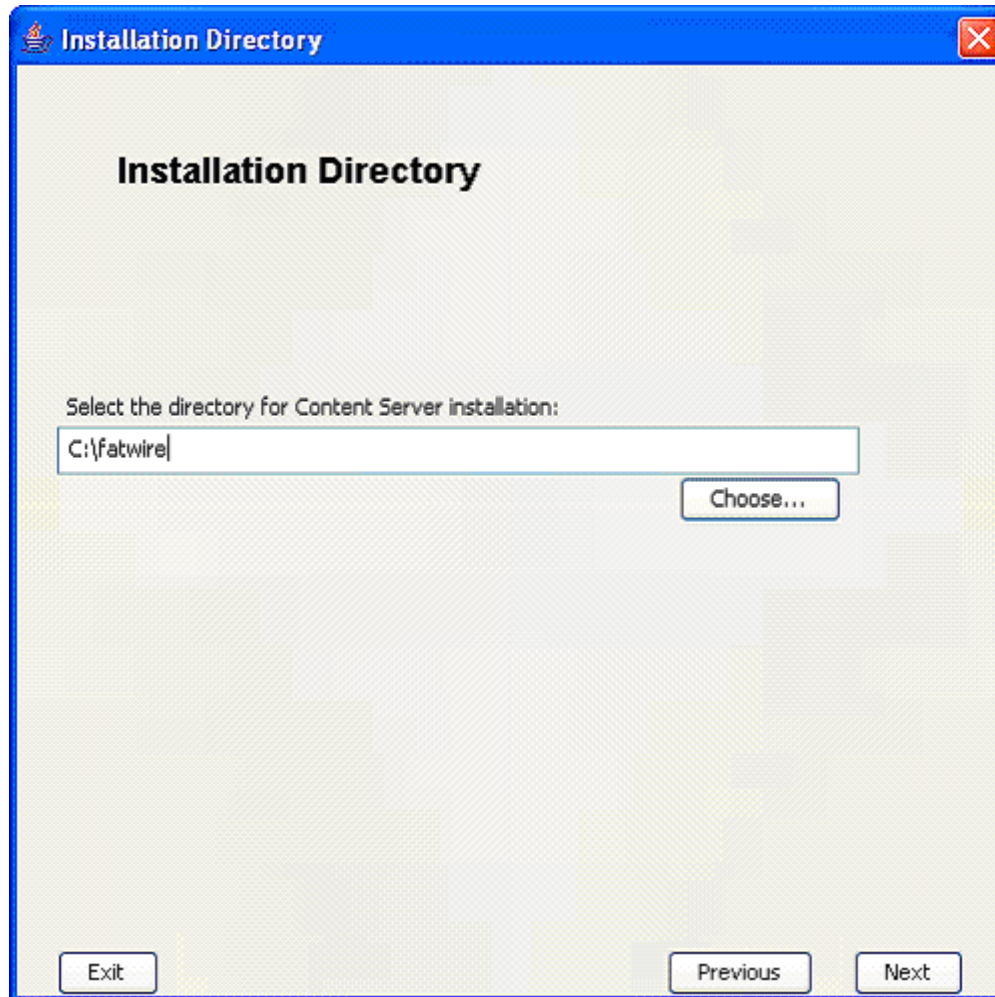 Installation Directory
Installation Directory
Select the directory for Content Server installation:
C:\fatwire
Choose...
Exit Previous Next